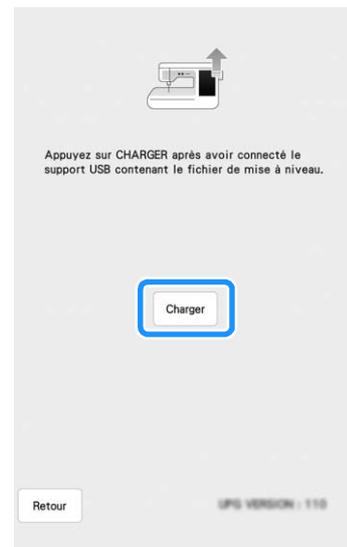 Appuyez sur CHARGER après avoir connecté le
support USB contenant le fichier de mise à niveau.
Charger
Retour
UPG VERSION : 110